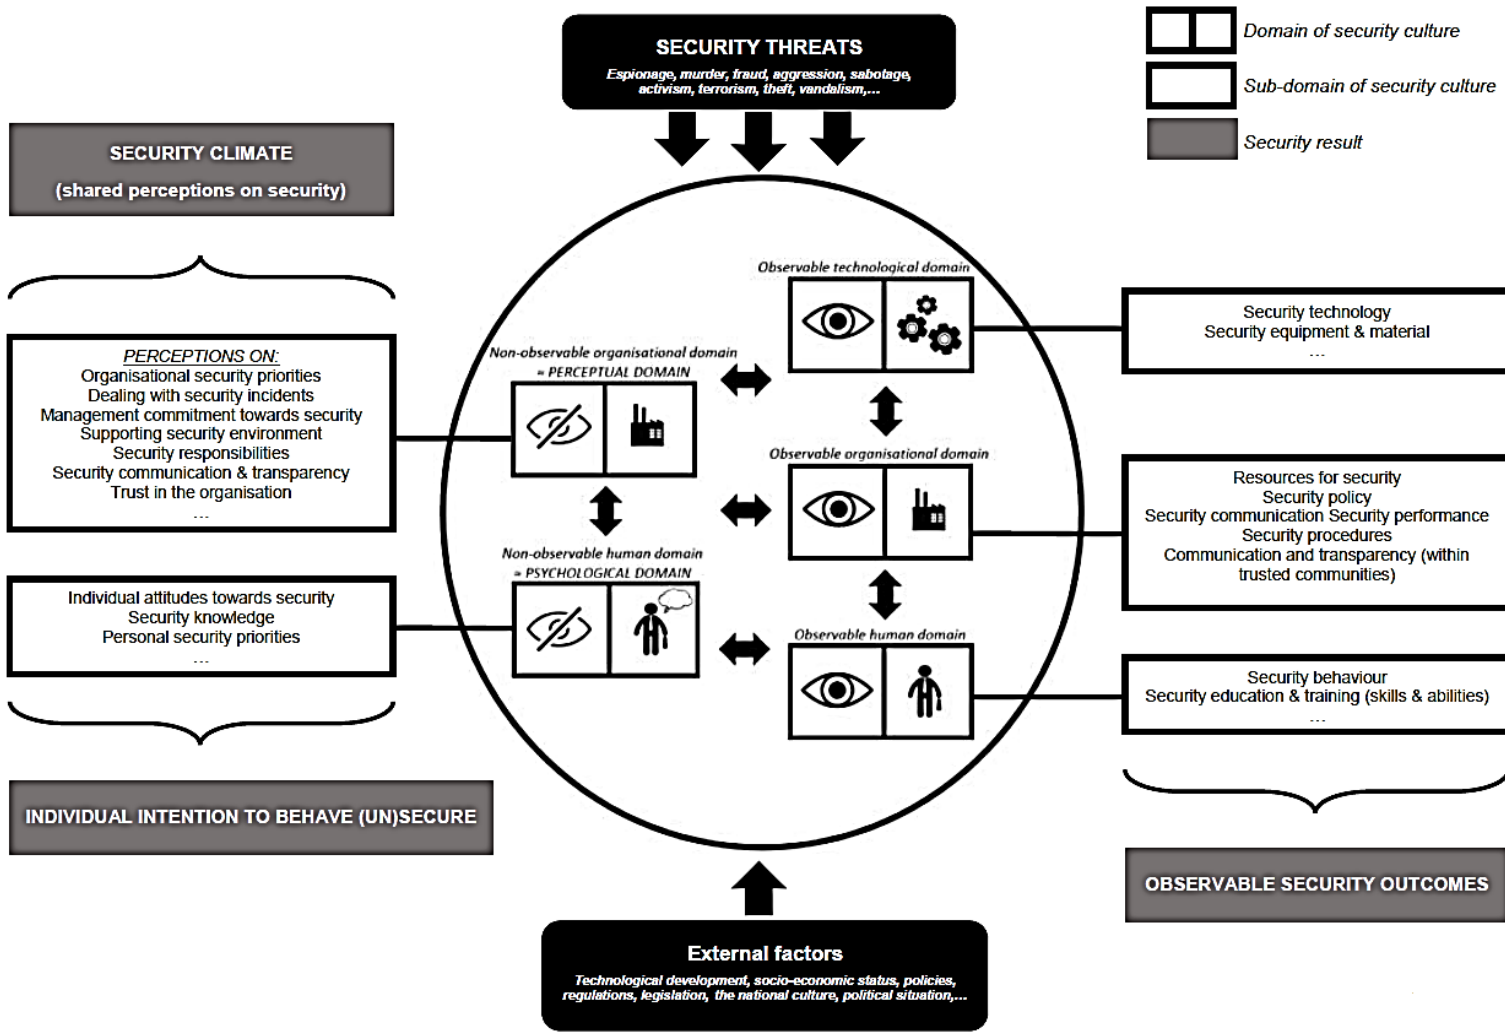 SECURITY THREATS
Espionage, murder, fraud, aggression, sabotage,
activism, terrorism, theft, vandalism,...
Domain of security culture
Sub-domain of security culture
Security result
SECURITY CLIMATE
(shared perceptions on security)
PERCEPTIONS ON:
Organisational security priorities
Dealing with security incidents
Management commitment towards security
Supporting security environment
Security responsibilities
Security communication & transparency
Trust in the organisation
...
Individual attitudes towards security
Security knowledge
Personal security priorities
...
INDIVIDUAL INTENTION TO BEHAVE (UN)SECURE
Observable technological domain
Non-observable organisational domain
= PERCEPTUAL DOMAIN
Observable organisational domain
Non-observable human domain
= PSYCHOLOGICAL DOMAIN
Observable human domain
Security technology
Security equipment & material
...
Resources for security
Security policy
Security communication Security performance
Security procedures
Communication and transparency (within
trusted communities)
Security behaviour
Security education & training (skills & abilities)
...
OBSERVABLE SECURITY OUTCOMES
External factors
Technological development, socio-economic status, policies,
regulations, legislation, the national culture, political situation,...